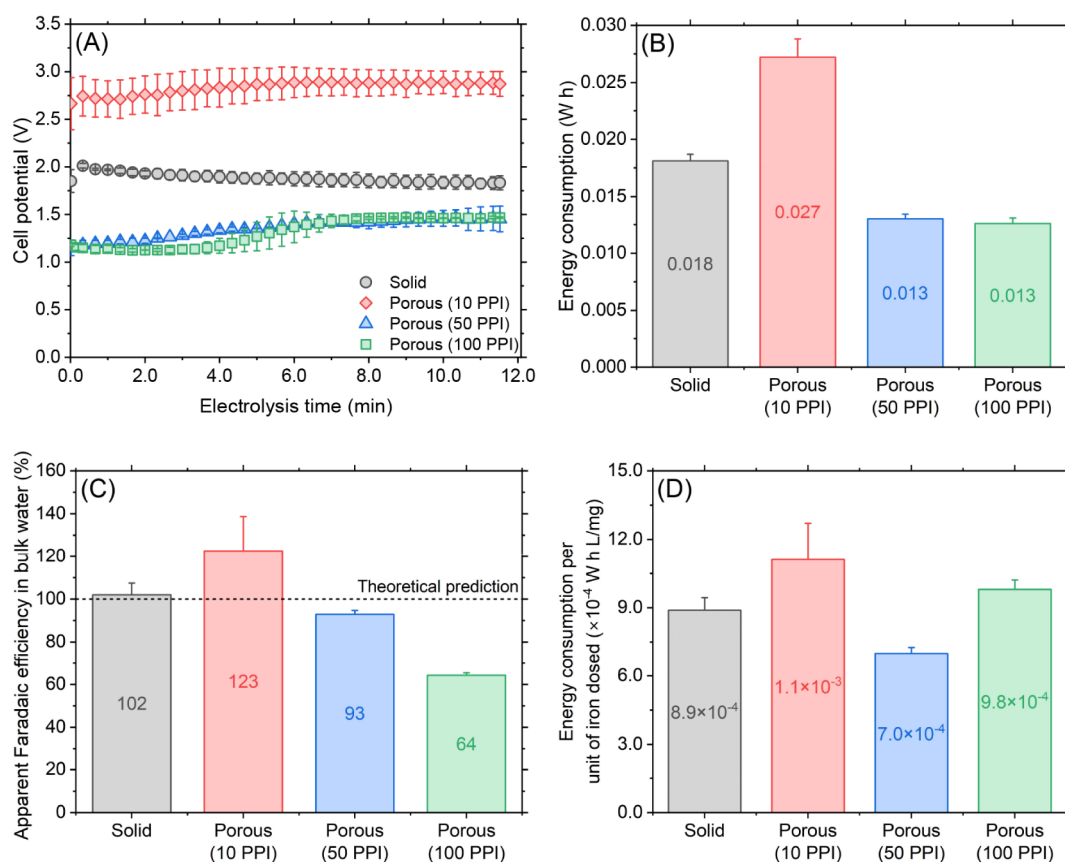 (A)
Cell potential (V)
3.5
3.0
2.5
2.0
1.5
1.0
0.5
0.0
Solid
Porous (10 PPI)
Porous (50 PPI)
Porous (100 PPI)
0.0 2.0 4.0 6.0 8.0 10.0 12.0
Electrolysis time (min)
(B)
Energy consumption (W h)
0.030
0.025
0.020
0.015
0.010
0.005
0.000
0.018
0.027
0.013
0.013
Solid Porous Porous Porous
(10 PPI) (50 PPI) (100 PPI)
(C)
Apparent Faradaic efficiency in bulk water (%)
160
140
120
100
80
60
40
20
0
Theoretical prediction
102
123
93
64
Solid Porous Porous Porous
(10 PPI) (50 PPI) (100 PPI)
(D)
Energy consumption per
unit of iron dosed (×10⁻⁴ W h L/mg)
15.0
12.0
9.0
6.0
3.0
0.0
8.9×10⁻⁴
1.1×10⁻³
7.0×10⁻⁴
9.8×10⁻⁴
Solid Porous Porous Porous
(10 PPI) (50 PPI) (100 PPI)